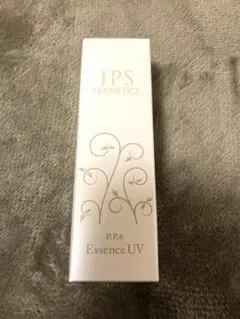 IPS
COSMETICS
P.P.6
Essence UV